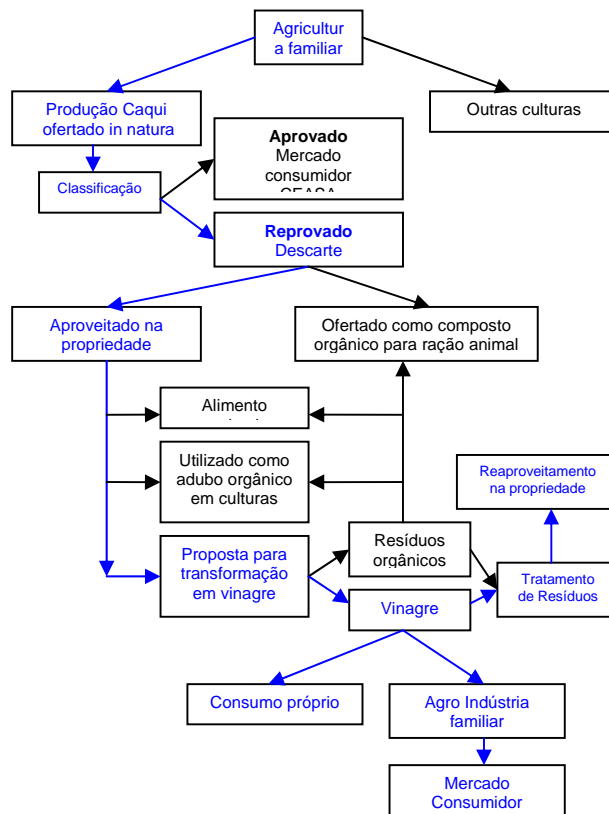 Agricultur
a familiar
Produção Caqui
ofertado in natura
Outras culturas
Classificação
Aprovado
Mercado
consumidor
Reprovado
Descarte
Aproveitado na
propriedade
Ofertado como composto
orgânico para ração animal
Alimento
Utilizado como
adubo orgânico
em culturas
Reaproveitamento
na propriedade
Proposta para
transformação
em vinagre
Resíduos
orgânicos
Tratamento
de Resíduos
Vinagre
Consumo próprio
Agro Indústria
familiar
Mercado
Consumidor